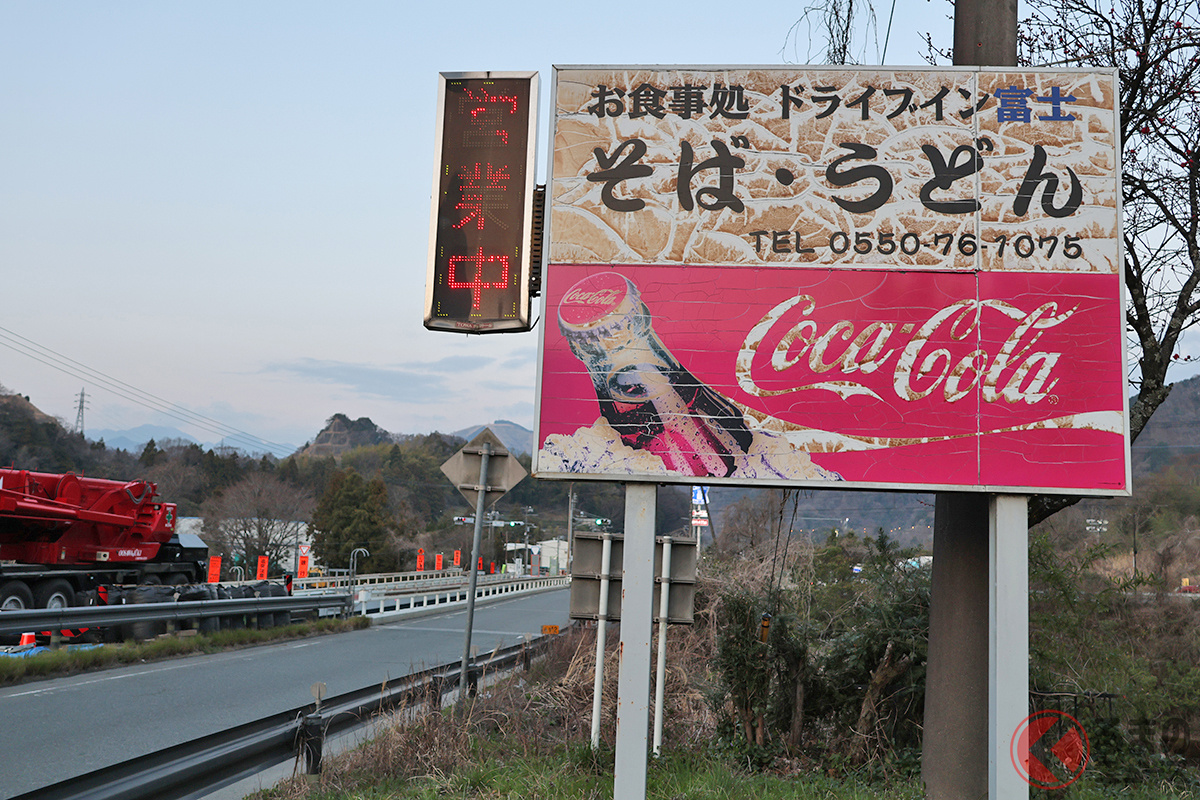 営業中
お食事処 ドライブイン富士
そば・うどん
TEL 0550-76-1075
Coca-Cola
Coca-Cola®